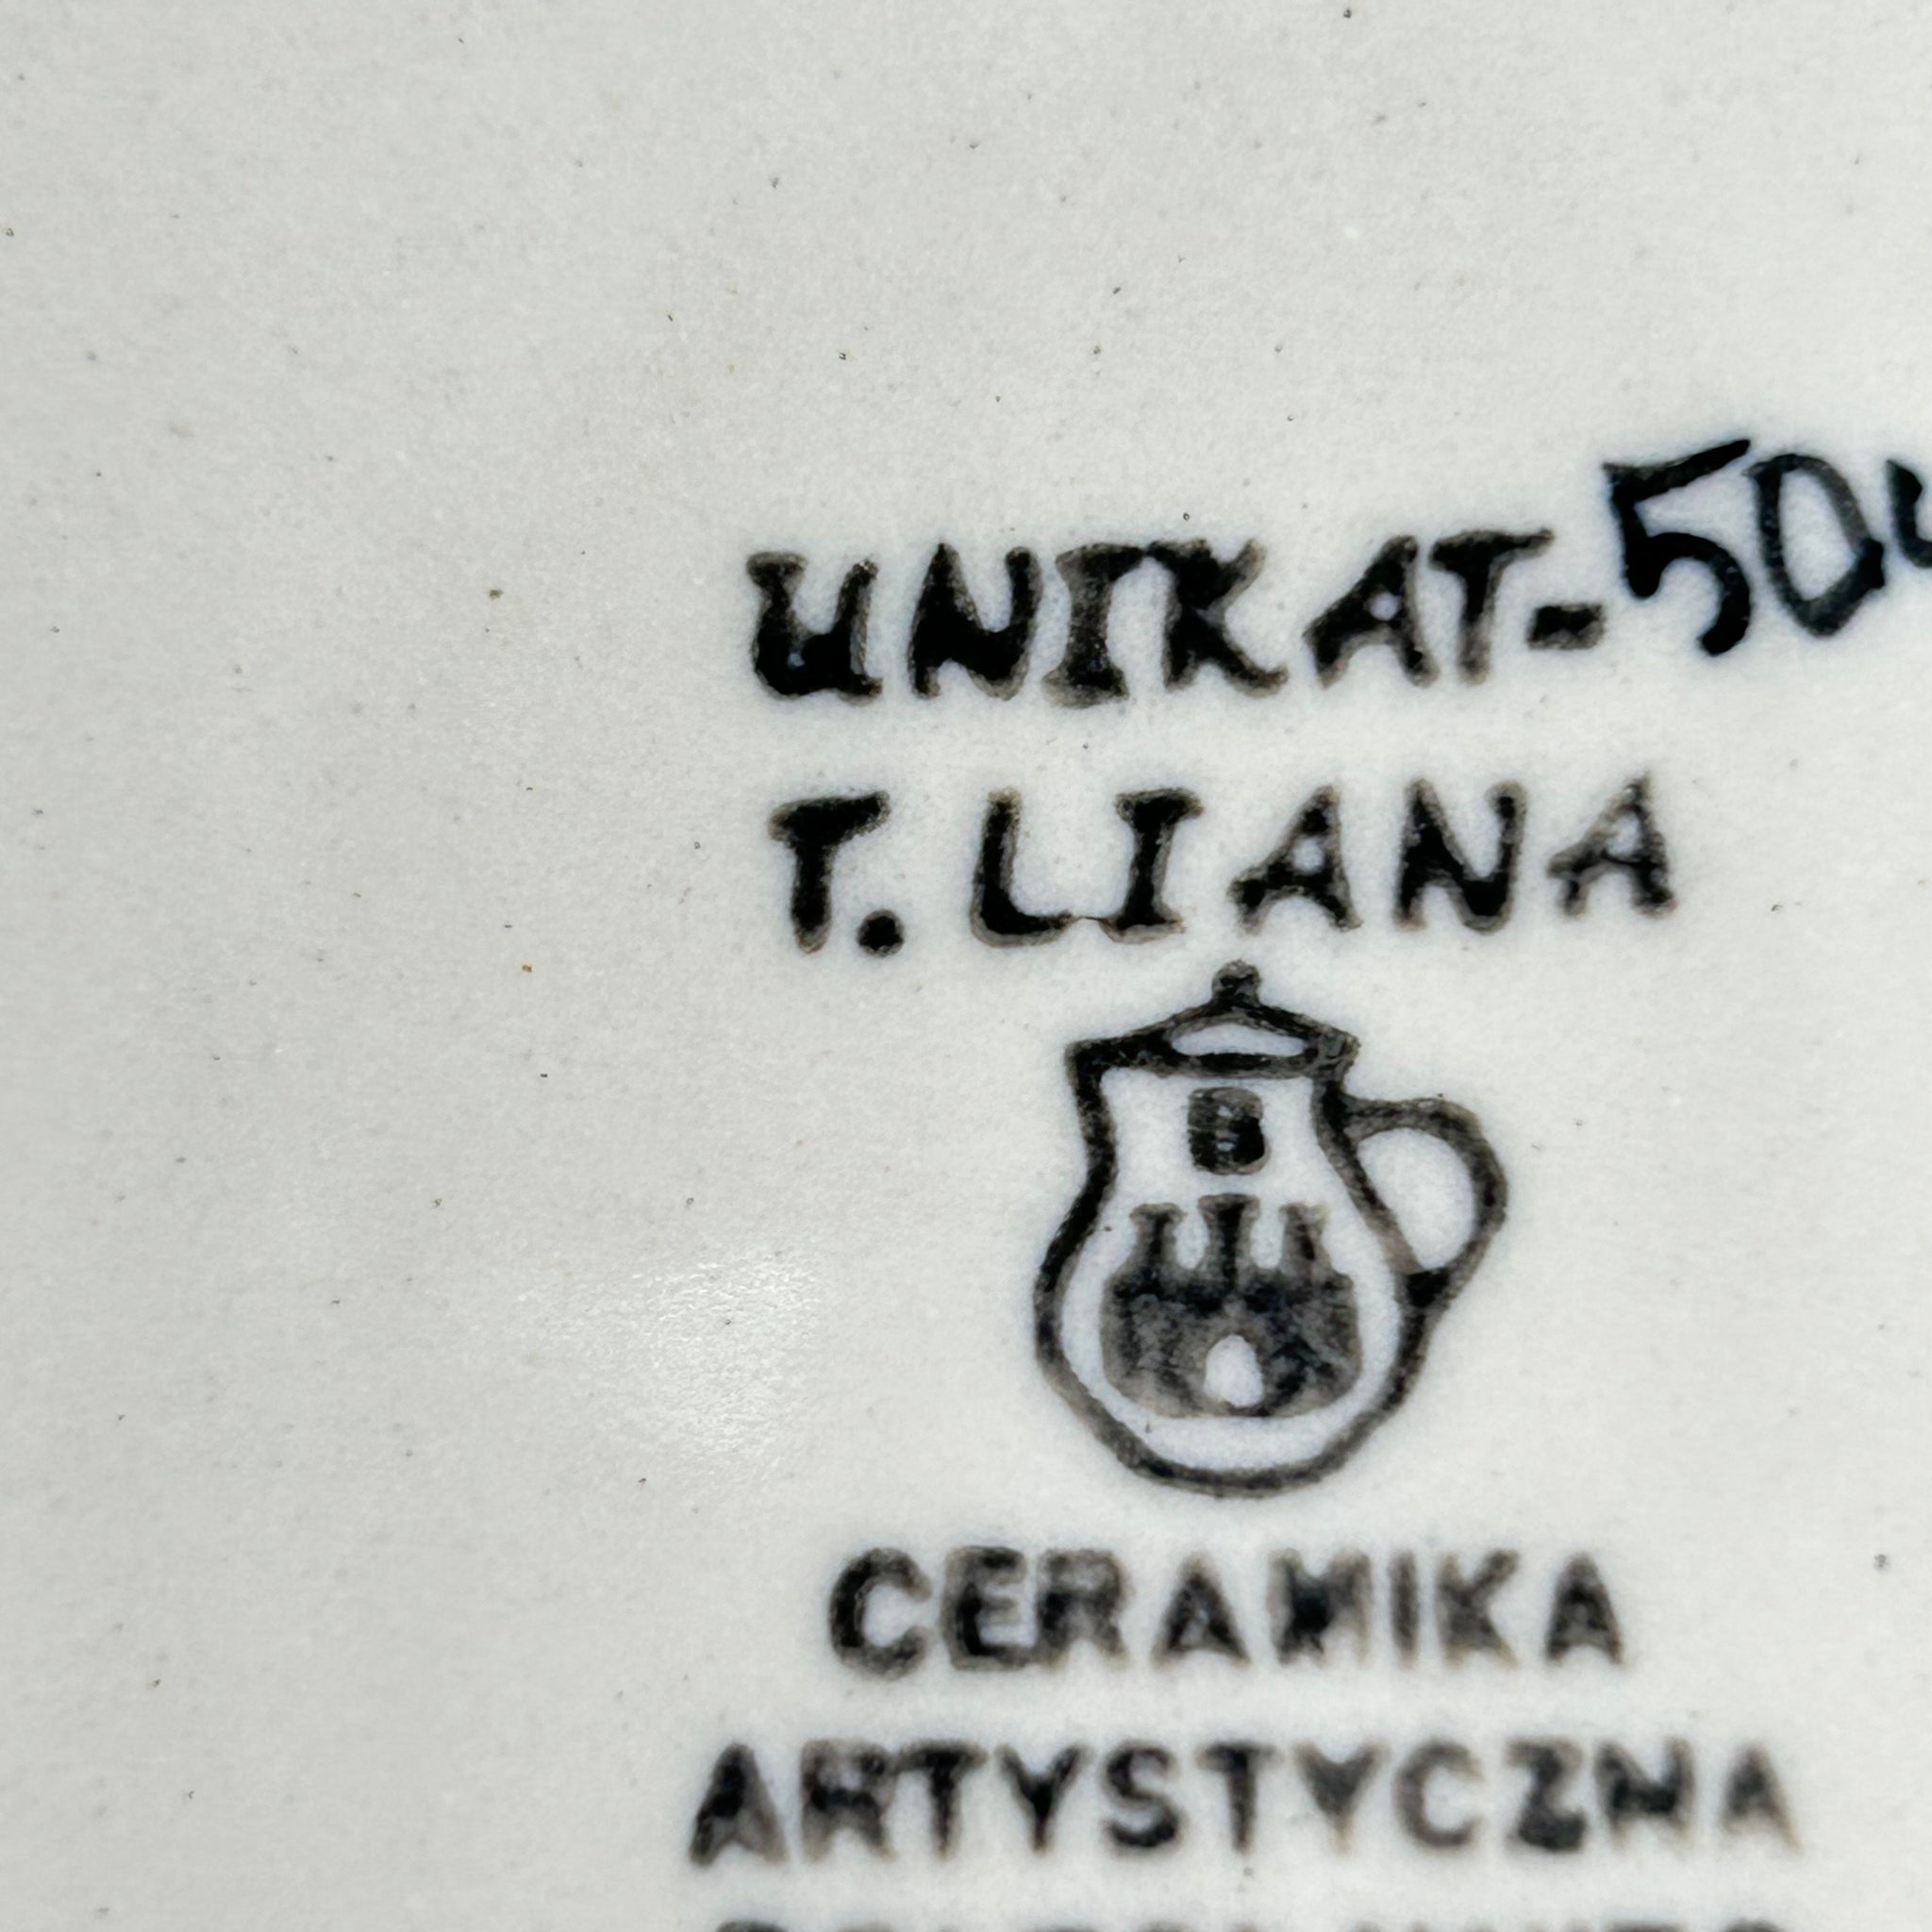 UNIKAT-50
T. LIANA
B
CERAMIKA
ARTYSTYCZNA